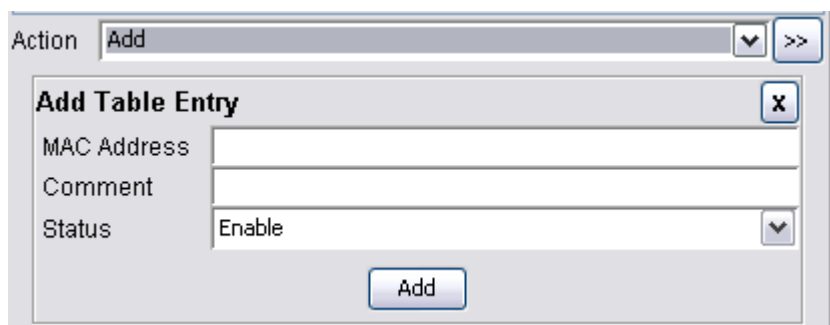 Action Add >>
Add Table Entry x
MAC Address
Comment
Status Enable
Add